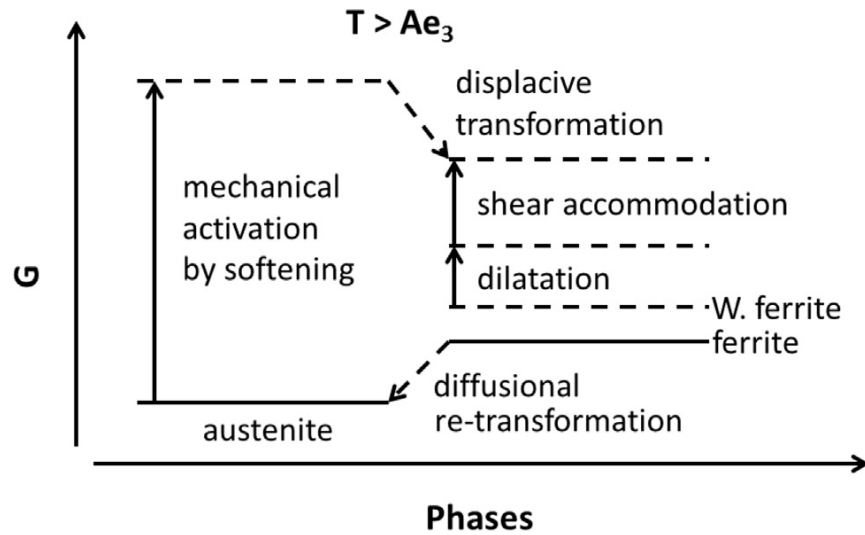 T > Ae₃
displacive
transformation
mechanical
activation
by softening
shear accommodation
dilatation
G
W. ferrite
ferrite
diffusional
re-transformation
austenite
Phases